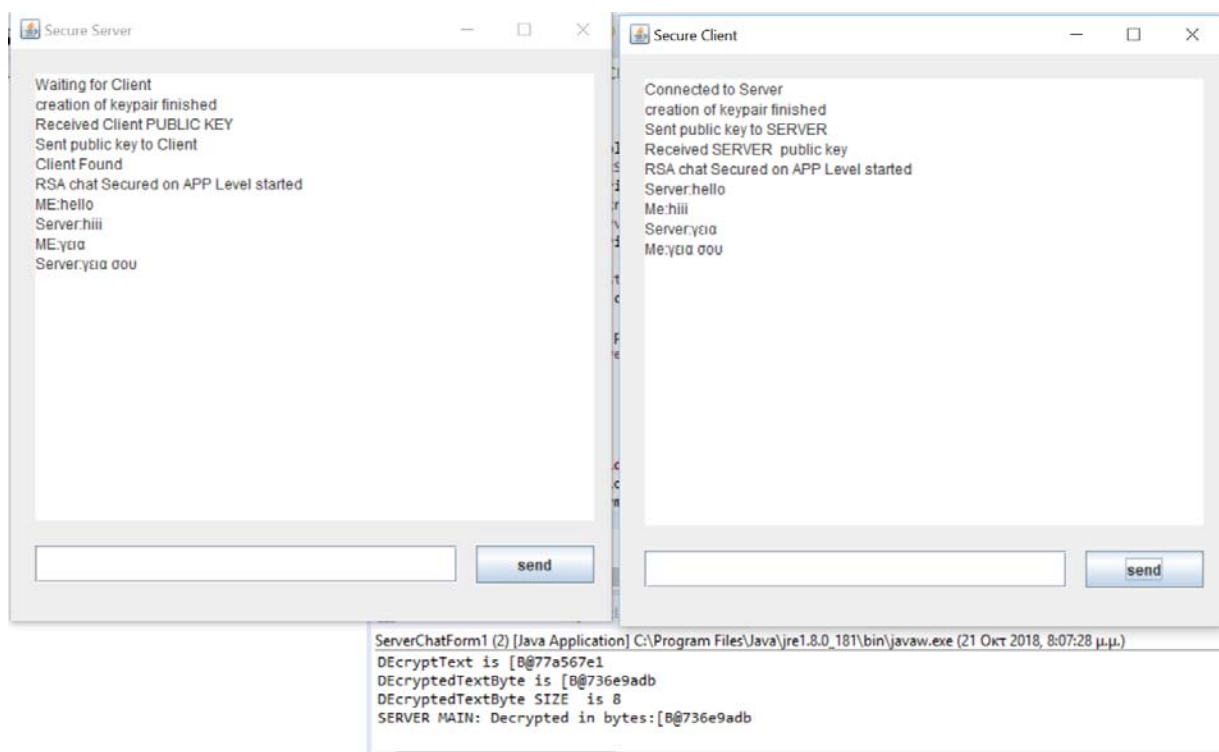 Secure Server
Waiting for Client
creation of keypair finished
Received Client PUBLIC KEY
Sent public key to Client
Client Found
RSA chat Secured on APP Level started
ME:hello
Server:hiii
ME:γεια
Server:γεια σου
send
Secure Client
Connected to Server
creation of keypair finished
Sent public key to SERVER
Received SERVER  public key
RSA chat Secured on APP Level started
Server:hello
Me:hiii
Server:γεια
Me:γεια σου
send
ServerChatForm1 (2) [Java Application] C:\Program Files\Java\jre1.8.0_181\bin\javaw.exe (21 Οκτ 2018, 8:07:28 μ.μ.)
DEcryptText is [B@77a567e1
DEcryptedTextByte is [B@736e9adb
DEcryptedTextByte SIZE  is 8
SERVER MAIN: Decrypted in bytes:[B@736e9adb